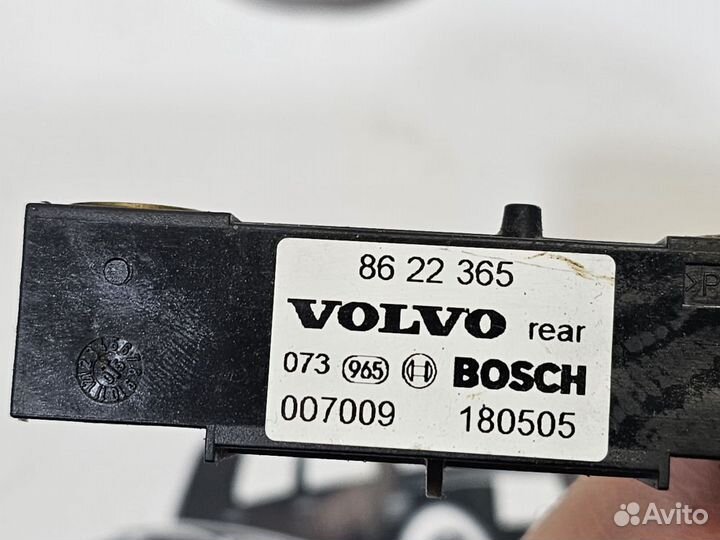 86 22 365
VOLVO rear
073 965 BOSCH
007009 180505
>P
Avito